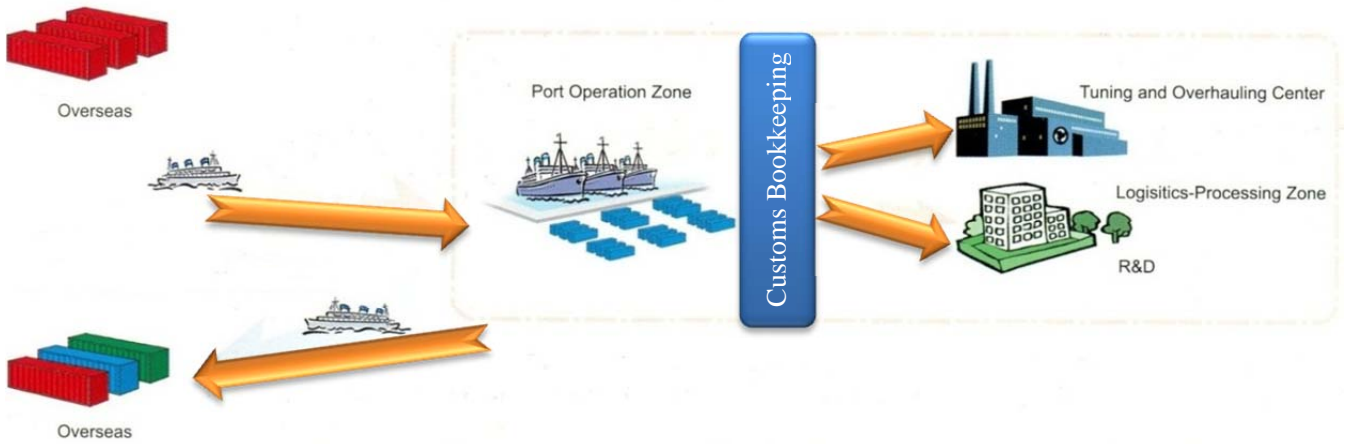 Overseas
Port Operation Zone
Customs Bookkeeping
Tuning and Overhauling Center
Logisitics-Processing Zone
R&D
Overseas